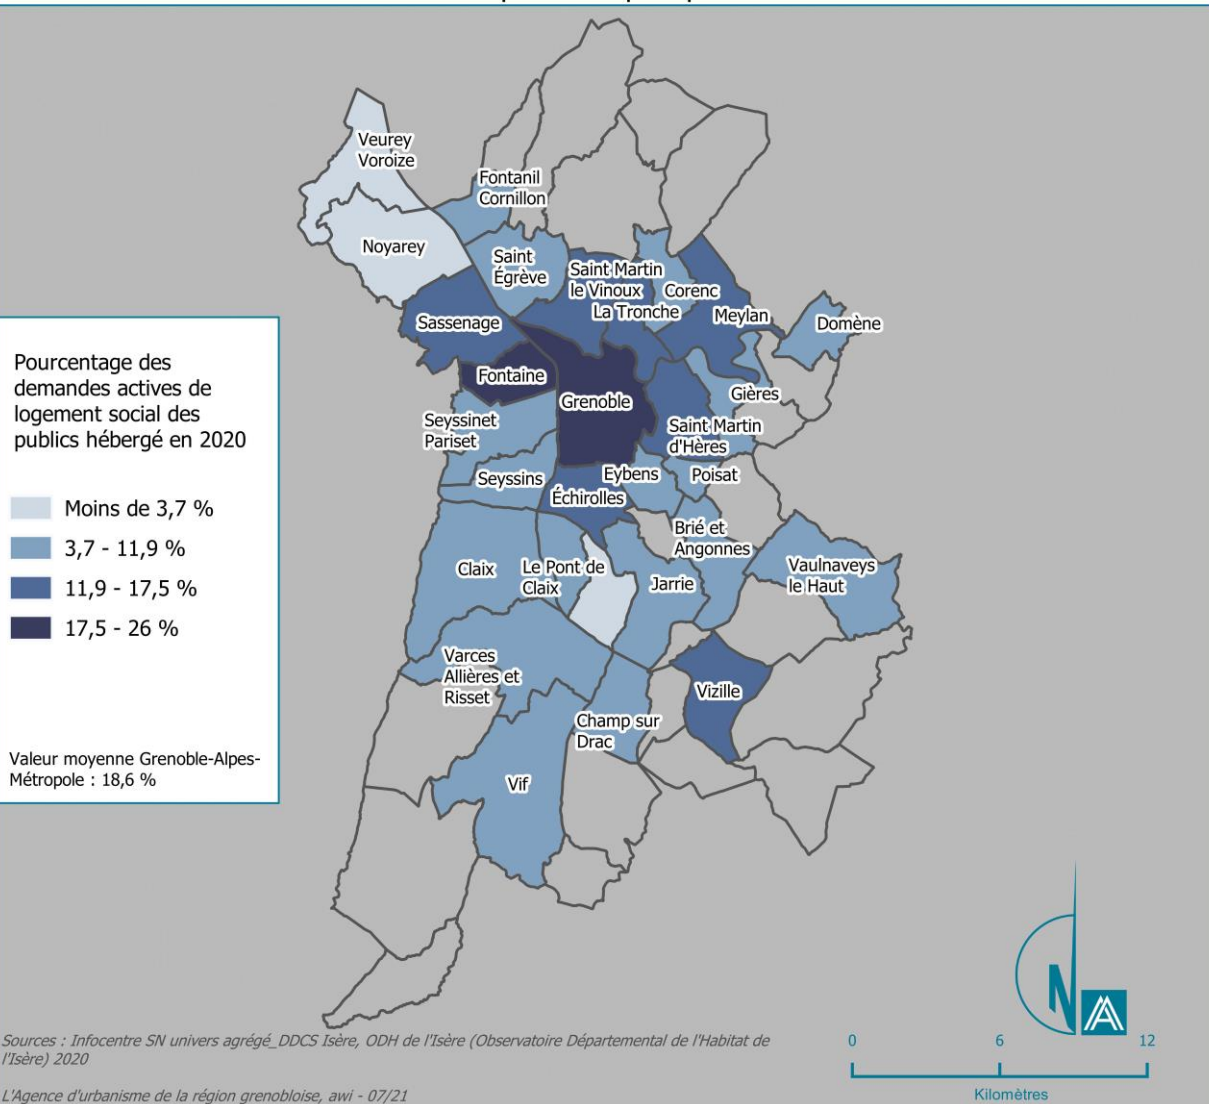 Veurey
Voroize
Fontanil
Cornillon
Noyarey
Saint
Égrève
Saint Martin
le Vinoux
Corenc
La Tronche
Meylan
Domène
Sassenage
Fontaine
Grenoble
Gières
Seyssinet
Pariset
Saint Martin
d'Hères
Seyssins
Eybens
Poisat
Échirolles
Brié et
Angonnes
Claix
Le Pont de
Claix
Jarrie
Vaulnaveys
le Haut
Varces
Allières et
Risset
Vizille
Champ sur
Drac
Vif
Pourcentage des
demandes actives de
logement social des
publics hébergé en 2020
Moins de 3,7 %
3,7 - 11,9 %
11,9 - 17,5 %
17,5 - 26 %
Valeur moyenne Grenoble-Alpes-
Métropole : 18,6 %
N
Sources : Infocentre SN univers agrégé_DDCS Isère, ODH de l'Isère (Observatoire Départemental de l'Habitat de
l'Isère) 2020
L'Agence d'urbanisme de la région grenobloise, awi - 07/21
0 6 12
Kilomètres